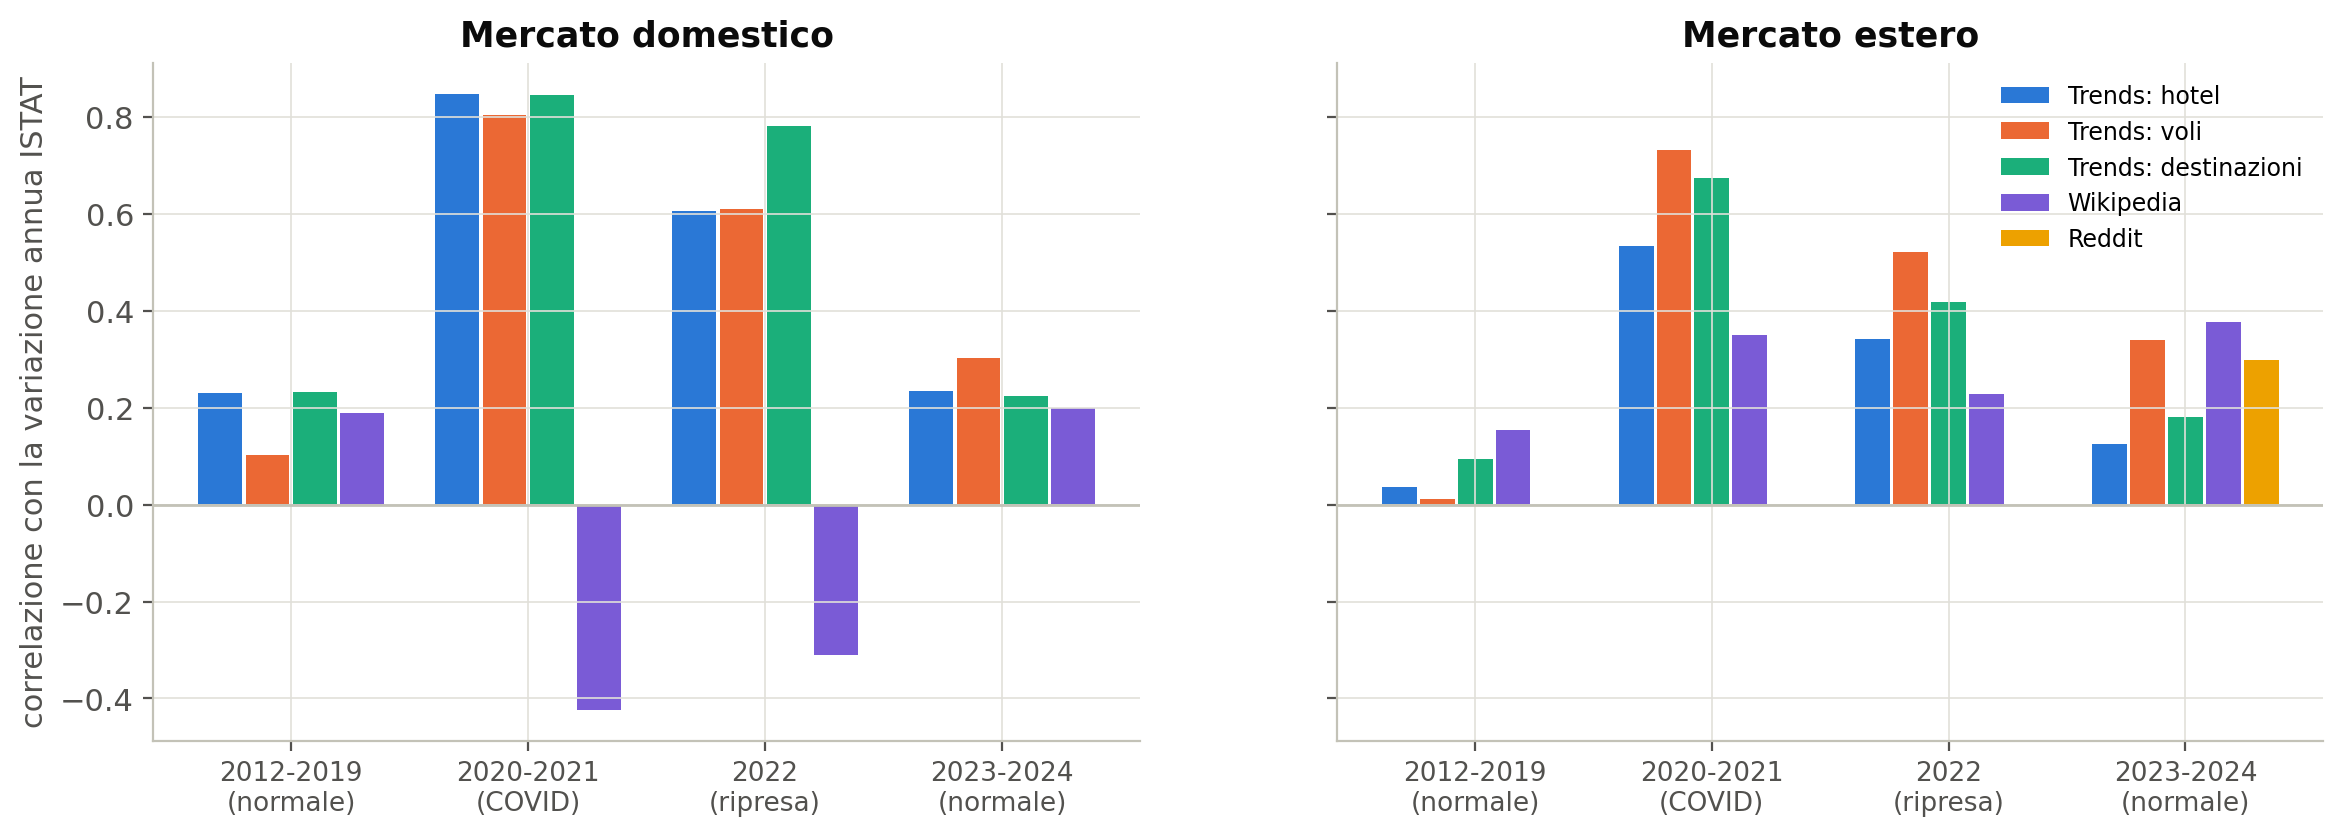 Mercato domestico
correlazione con la variazione annua ISTAT
0.8
0.6
0.4
0.2
0.0
−0.2
−0.4
2012-2019
(normale)
2020-2021
(COVID)
2022
(ripresa)
2023-2024
(normale)
Mercato estero
Trends: hotel
Trends: voli
Trends: destinazioni
Wikipedia
Reddit
2012-2019
(normale)
2020-2021
(COVID)
2022
(ripresa)
2023-2024
(normale)